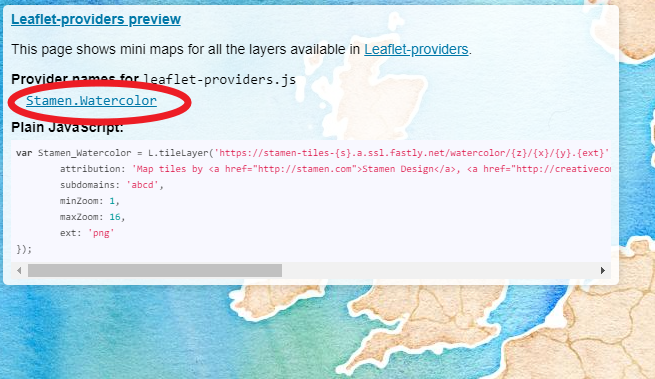 Leaflet-providers preview
This page shows mini maps for all the layers available in Leaflet-providers.
Provider names for leaflet-providers.js
Stamen.Watercolor
Plain JavaScript:
var Stamen_Watercolor = L.tileLayer('https://stamen-tiles-{s}.a.ssl.fastly.net/watercolor/{z}/{x}/{y}.{ext}'
attribution: 'Map tiles by <a href="http://stamen.com">Stamen Design</a>, <a href="http://creativecom
subdomains: 'abcd',
minZoom: 1,
maxZoom: 16,
ext: 'png'
});